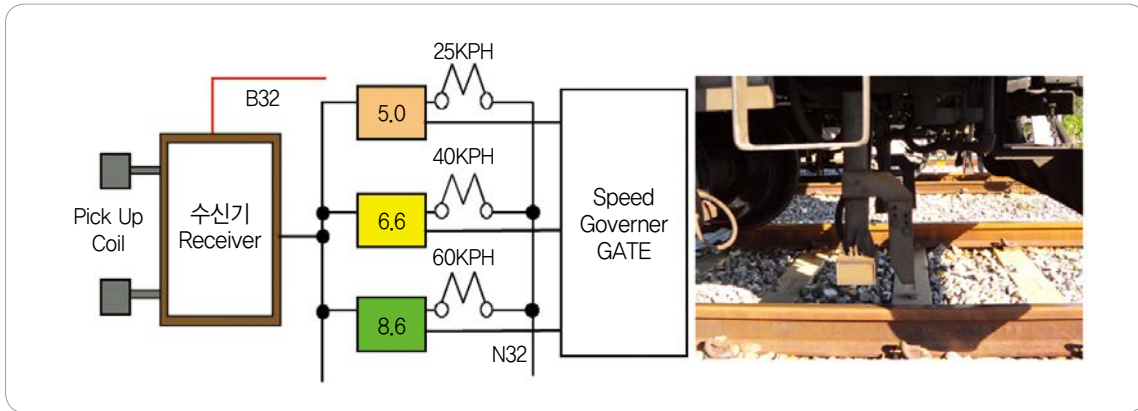 25KPH
B32
5.0
40KPH
Pick Up
Coil
수신기
Receiver
6.6
Speed
Governer
GATE
60KPH
8.6
N32